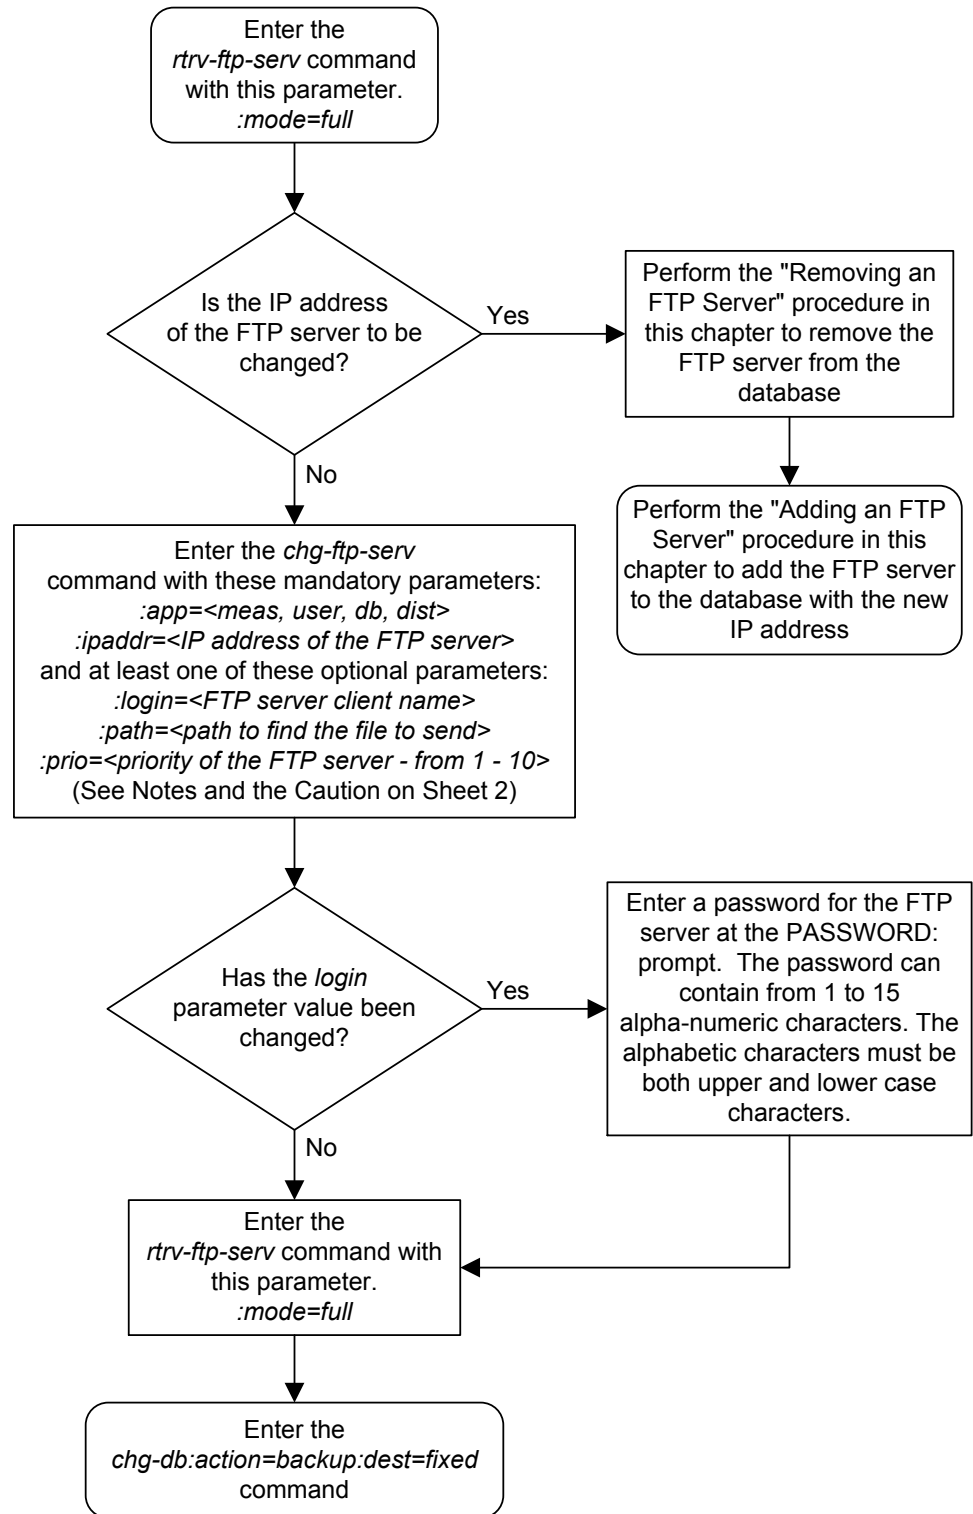 Enter the
rtrv-ftp-serv command
with this parameter.
:mode=full
Is the IP address
of the FTP server to be
changed?
Yes
Perform the "Removing an
FTP Server" procedure in
this chapter to remove the
FTP server from the
database
No
Perform the "Adding an FTP
Server" procedure in this
chapter to add the FTP server
to the database with the new
IP address
Enter the chg-ftp-serv
command with these mandatory parameters:
:app=<meas, user, db, dist>
:ipaddr=<IP address of the FTP server>
and at least one of these optional parameters:
:login=<FTP server client name>
:path=<path to find the file to send>
:prio=<priority of the FTP server - from 1 - 10>
(See Notes and the Caution on Sheet 2)
Has the login
parameter value been
changed?
Yes
Enter a password for the FTP
server at the PASSWORD:
prompt.  The password can
contain from 1 to 15
alpha-numeric characters. The
alphabetic characters must be
both upper and lower case
characters.
No
Enter the
rtrv-ftp-serv command with
this parameter.
:mode=full
Enter the
chg-db:action=backup:dest=fixed
command